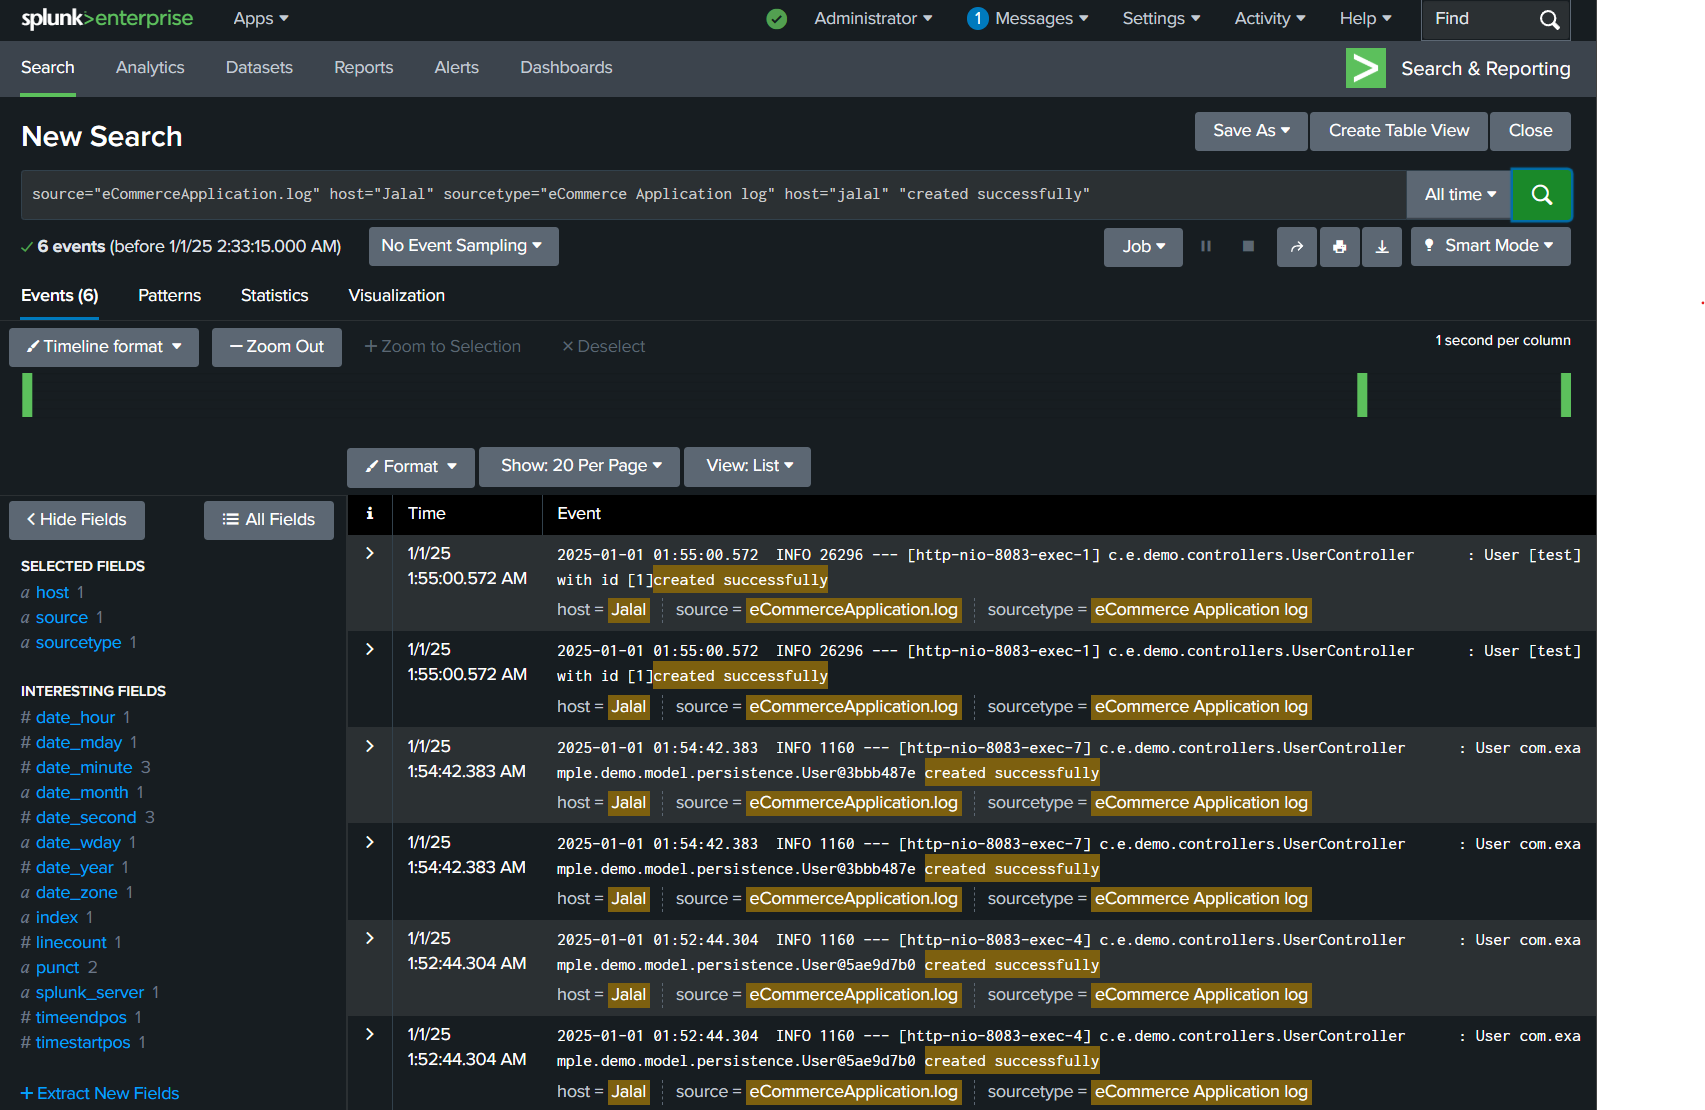 splunk>enterprise Apps Administrator 1 Messages Settings Activity Help Find
Search Analytics Datasets Reports Alerts Dashboards > Search & Reporting
New Search Save As Create Table View Close
source="eCommerceApplication.log" host="Jalal" sourcetype="eCommerce Application log" host="jalal" "created successfully" All time
6 events (before 1/1/25 2:33:15.000 AM) No Event Sampling Job Smart Mode
Events (6) Patterns Statistics Visualization
Timeline format — Zoom Out + Zoom to Selection × Deselect 1 second per column
Format Show: 20 Per Page View: List
< Hide Fields All Fields
SELECTED FIELDS
a host 1
a source 1
a sourcetype 1
INTERESTING FIELDS
# date_hour 1
# date_mday 1
# date_minute 3
a date_month 1
# date_second 3
a date_wday 1
# date_year 1
a date_zone 1
a index 1
# linecount 1
a punct 2
a splunk_server 1
# timeendpos 1
# timestartpos 1
+ Extract New Fields
i Time Event
> 1/1/25 2025-01-01 01:55:00.572 INFO 26296 --- [http-nio-8083-exec-1] c.e.demo.controllers.UserController : User [test]
1:55:00.572 AM with id [1]created successfully
host = Jalal source = eCommerceApplication.log sourcetype = eCommerce Application log
> 1/1/25 2025-01-01 01:55:00.572 INFO 26296 --- [http-nio-8083-exec-1] c.e.demo.controllers.UserController : User [test]
1:55:00.572 AM with id [1]created successfully
host = Jalal source = eCommerceApplication.log sourcetype = eCommerce Application log
> 1/1/25 2025-01-01 01:54:42.383 INFO 1160 --- [http-nio-8083-exec-7] c.e.demo.controllers.UserController : User com.exa
1:54:42.383 AM mple.demo.model.persistence.User@3bbb487e created successfully
host = Jalal source = eCommerceApplication.log sourcetype = eCommerce Application log
> 1/1/25 2025-01-01 01:54:42.383 INFO 1160 --- [http-nio-8083-exec-7] c.e.demo.controllers.UserController : User com.exa
1:54:42.383 AM mple.demo.model.persistence.User@3bbb487e created successfully
host = Jalal source = eCommerceApplication.log sourcetype = eCommerce Application log
> 1/1/25 2025-01-01 01:52:44.304 INFO 1160 --- [http-nio-8083-exec-4] c.e.demo.controllers.UserController : User com.exa
1:52:44.304 AM mple.demo.model.persistence.User@5ae9d7b0 created successfully
host = Jalal source = eCommerceApplication.log sourcetype = eCommerce Application log
> 1/1/25 2025-01-01 01:52:44.304 INFO 1160 --- [http-nio-8083-exec-4] c.e.demo.controllers.UserController : User com.exa
1:52:44.304 AM mple.demo.model.persistence.User@5ae9d7b0 created successfully
host = Jalal source = eCommerceApplication.log sourcetype = eCommerce Application log